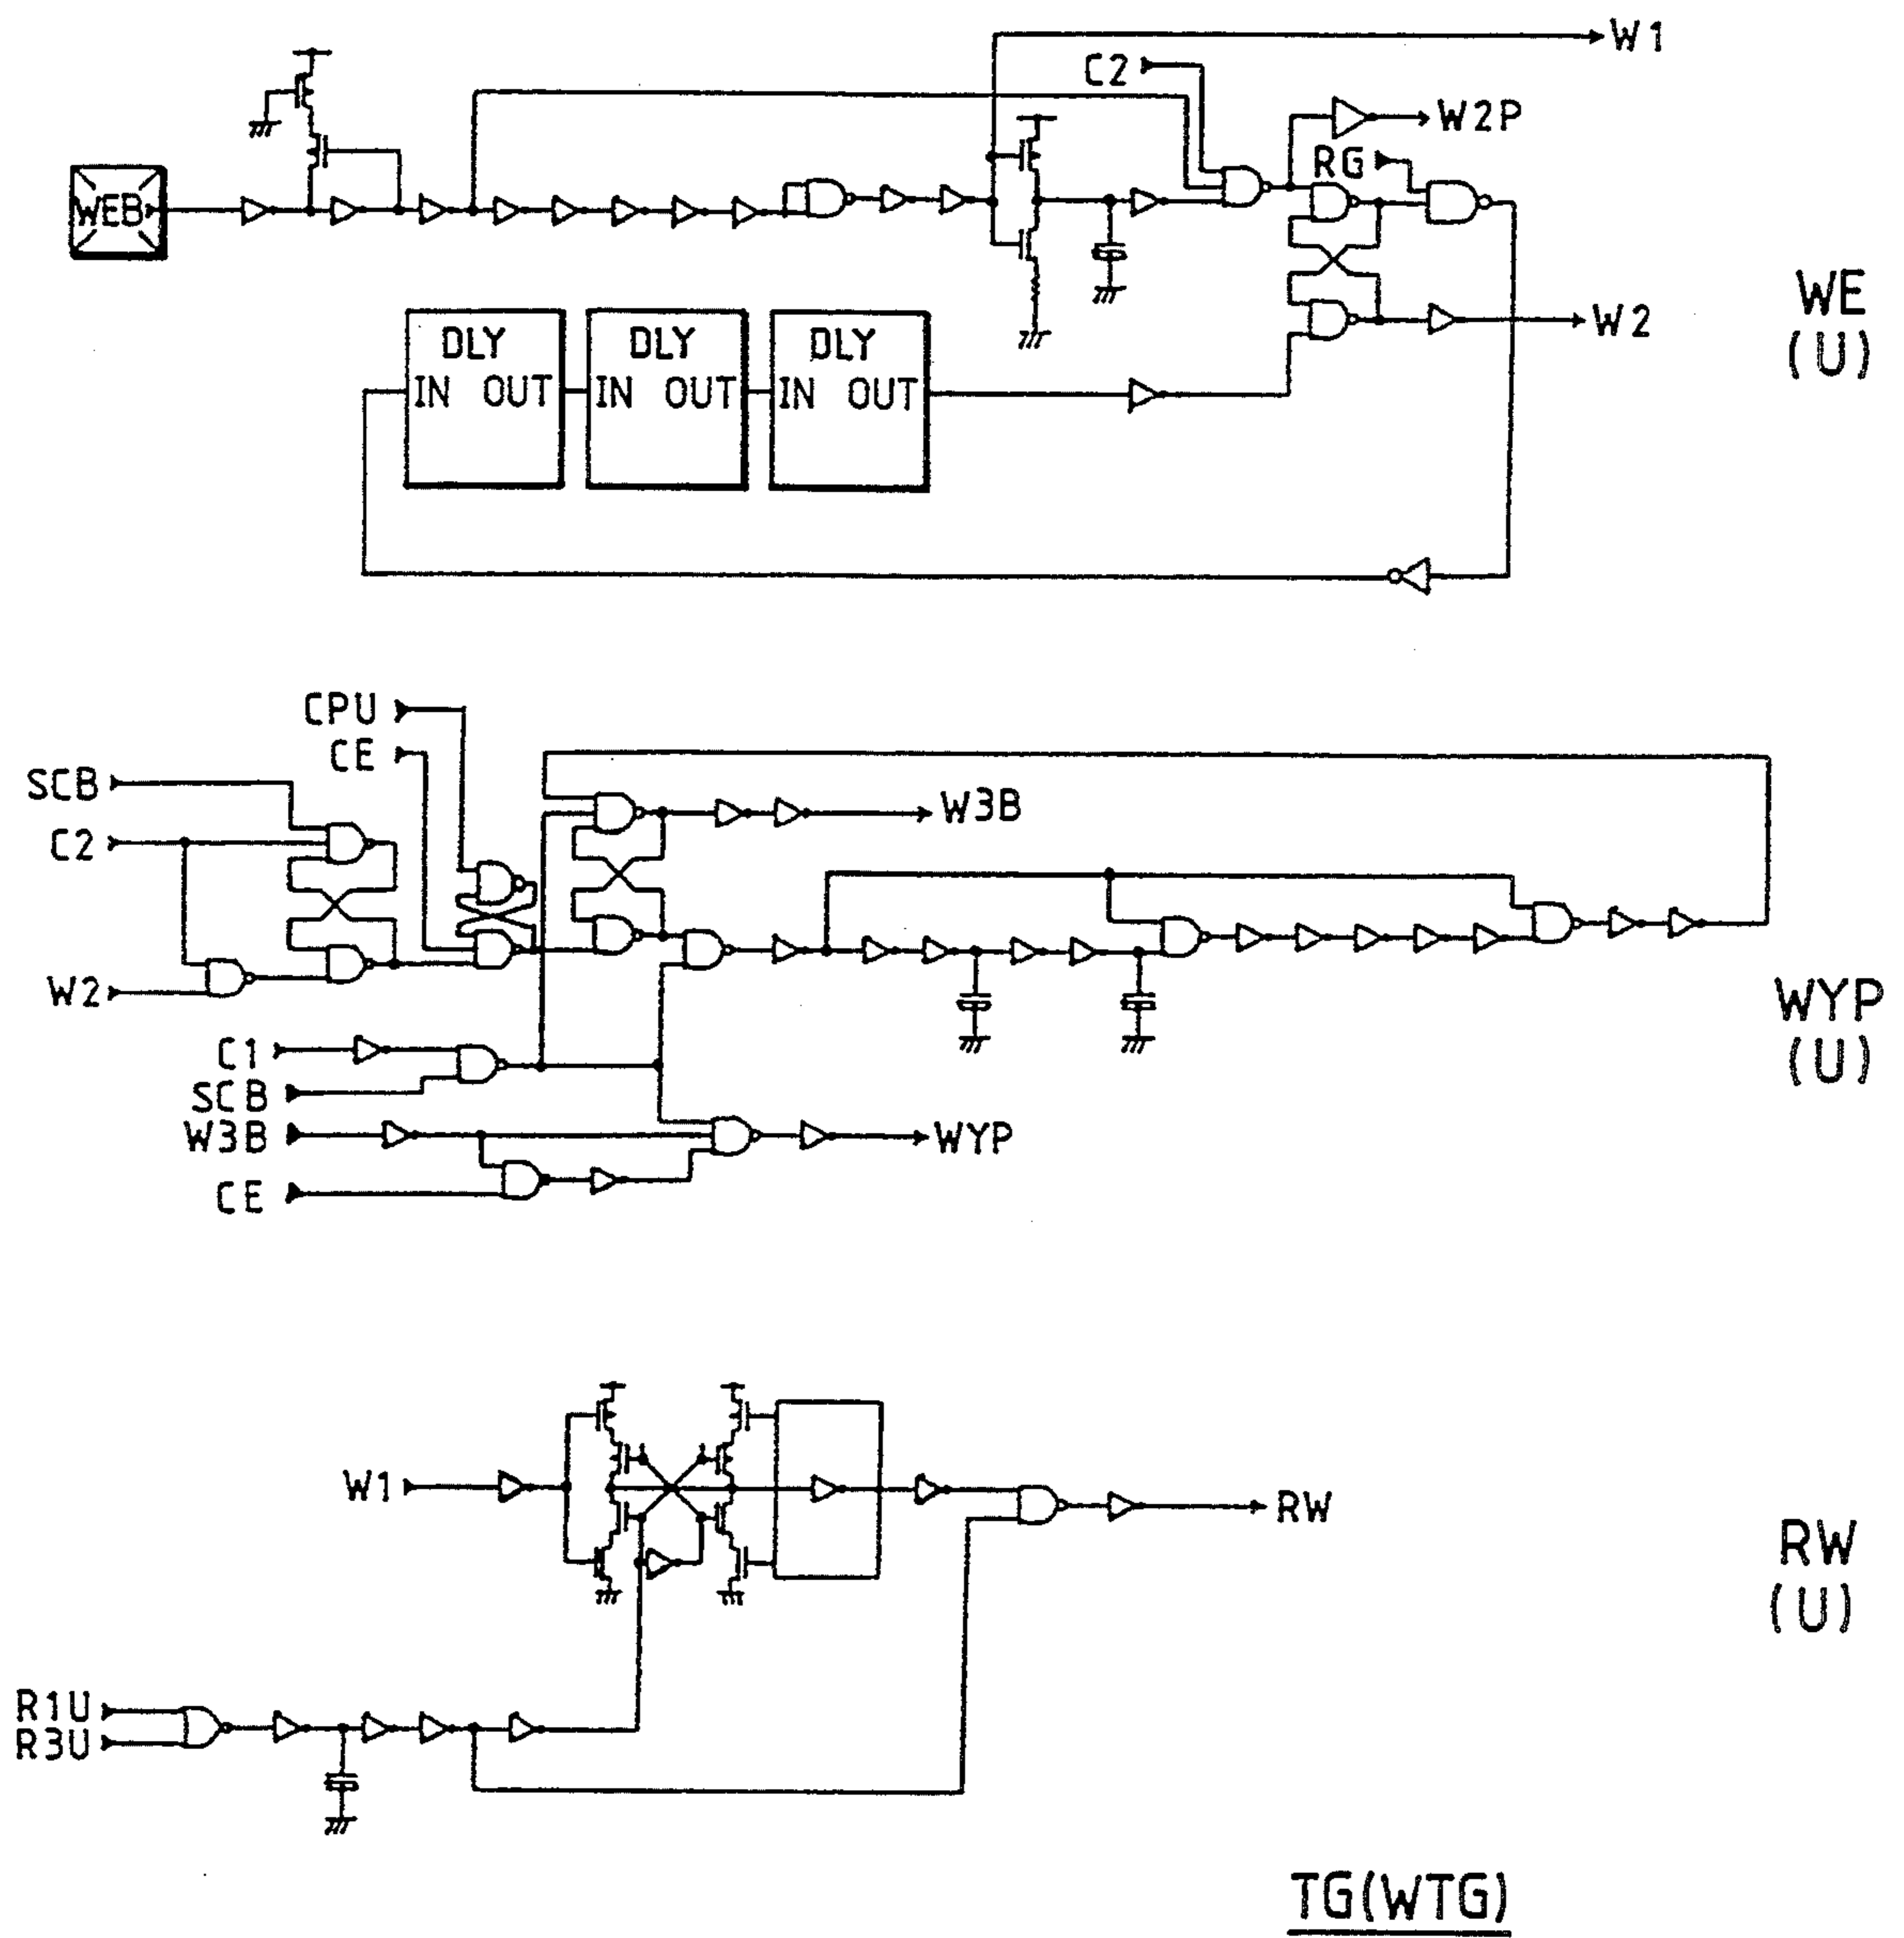 W1
C2
W2P
RG
WEB
WE
(U)
W2
DLY DLY DLY
IN OUT IN OUT IN OUT
CPU
CE
SCB
W3B
C2
W2
WYP
(U)
C1
SCB
W3B
WYP
CE
W1
RW
RW
(U)
R1U
R3U
TG(WTG)